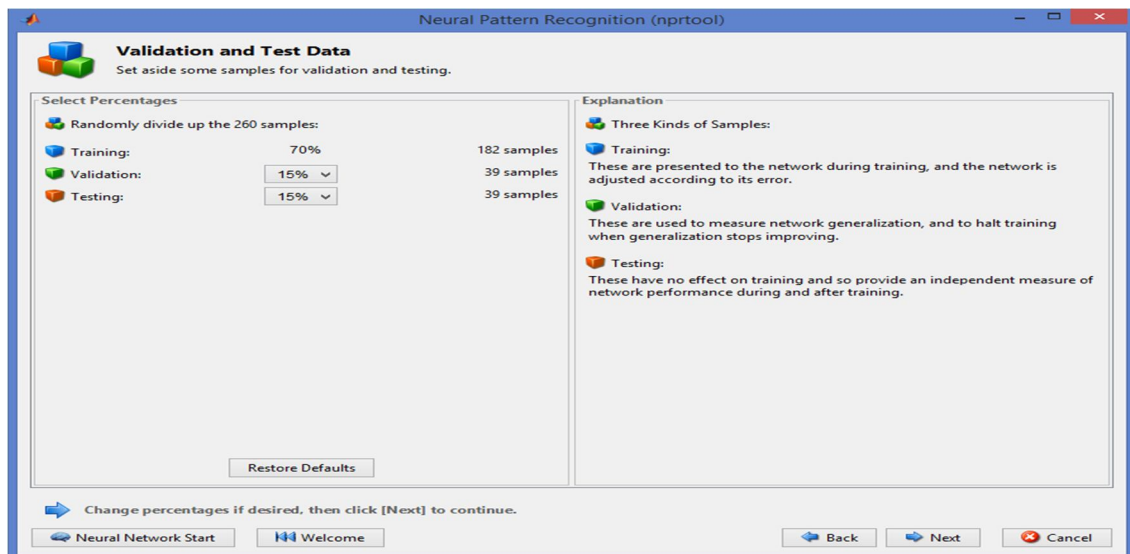 Neural Pattern Recognition (nprtool)
Validation and Test Data
Set aside some samples for validation and testing.
Select Percentages
Randomly divide up the 260 samples:
Training: 70% 182 samples
Validation: 15% 39 samples
Testing: 15% 39 samples
Restore Defaults
Explanation
Three Kinds of Samples:
Training:
These are presented to the network during training, and the network is
adjusted according to its error.
Validation:
These are used to measure network generalization, and to halt training
when generalization stops improving.
Testing:
These have no effect on training and so provide an independent measure of
network performance during and after training.
Change percentages if desired, then click [Next] to continue.
Neural Network Start Welcome Back Next Cancel